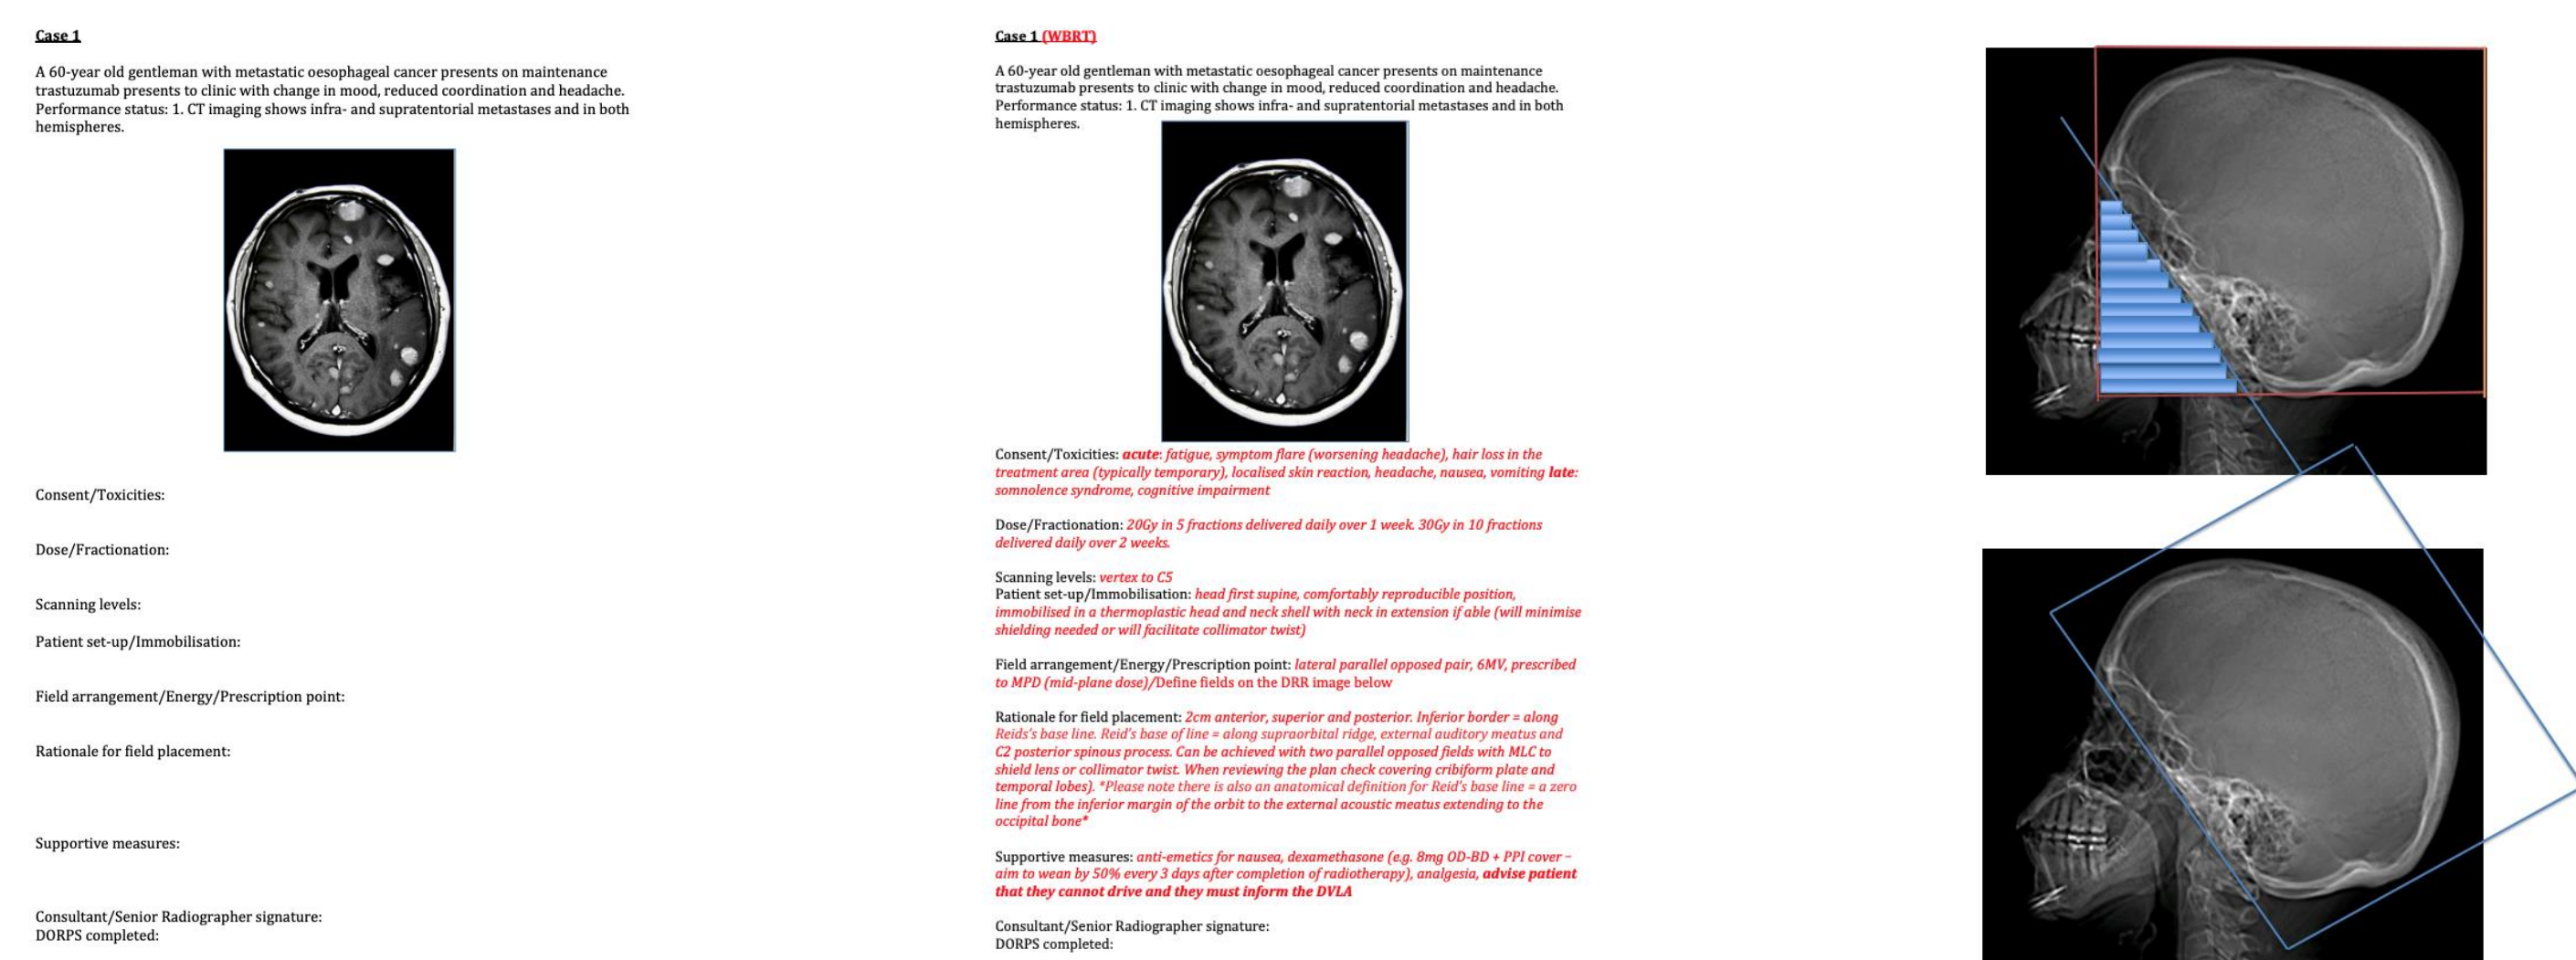 Case 1
A 60-year old gentleman with metastatic oesophageal cancer presents on maintenance
trastuzumab presents to clinic with change in mood, reduced coordination and headache.
Performance status: 1. CT imaging shows infra- and supratentorial metastases and in both
hemispheres.
Consent/Toxicities:
Dose/Fractionation:
Scanning levels:
Patient set-up/Immobilisation:
Field arrangement/Energy/Prescription point:
Rationale for field placement:
Supportive measures:
Consultant/Senior Radiographer signature:
DORPS completed:
Case 1 (WBRT)
A 60-year old gentleman with metastatic oesophageal cancer presents on maintenance
trastuzumab presents to clinic with change in mood, reduced coordination and headache.
Performance status: 1. CT imaging shows infra- and supratentorial metastases and in both
hemispheres.
Consent/Toxicities: acute: fatigue, symptom flare (worsening headache), hair loss in the
treatment area (typically temporary), localised skin reaction, headache, nausea, vomiting late:
somnolence syndrome, cognitive impairment
Dose/Fractionation: 20Gy in 5 fractions delivered daily over 1 week. 30Gy in 10 fractions
delivered daily over 2 weeks.
Scanning levels: vertex to C5
Patient set-up/Immobilisation: head first supine, comfortably reproducible position,
immobilised in a thermoplastic head and neck shell with neck in extension if able (will minimise
shielding needed or will facilitate collimator twist)
Field arrangement/Energy/Prescription point: lateral parallel opposed pair, 6MV, prescribed
to MPD (mid-plane dose)/Define fields on the DRR image below
Rationale for field placement: 2cm anterior, superior and posterior. Inferior border = along
Reids's base line. Reid's base of line = along supraorbital ridge, external auditory meatus and
C2 posterior spinous process. Can be achieved with two parallel opposed fields with MLC to
shield lens or collimator twist. When reviewing the plan check covering cribiform plate and
temporal lobes). *Please note there is also an anatomical definition for Reid's base line = a zero
line from the inferior margin of the orbit to the external acoustic meatus extending to the
occipital bone*
Supportive measures: anti-emetics for nausea, dexamethasone (e.g. 8mg OD-BD + PPI cover –
aim to wean by 50% every 3 days after completion of radiotherapy), analgesia, advise patient
that they cannot drive and they must inform the DVLA
Consultant/Senior Radiographer signature:
DORPS completed: